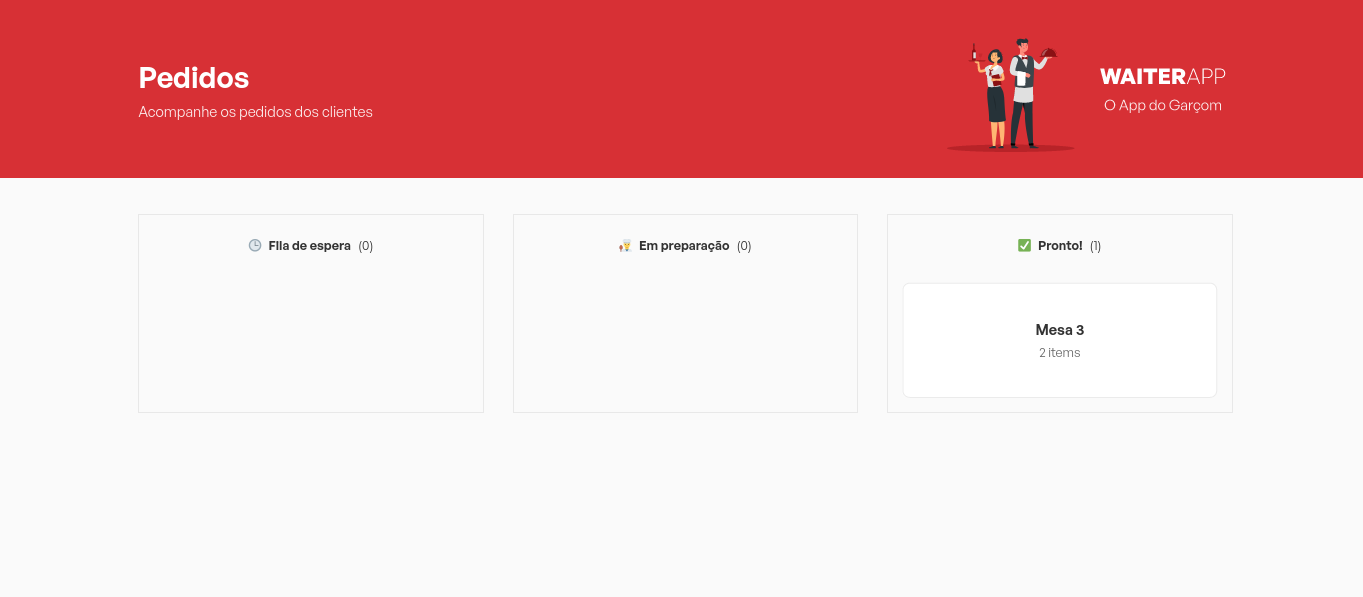 Pedidos
Acompanhe os pedidos dos clientes
WAITERAPP
O App do Garçom
Fila de espera (0)
Em preparação (0)
Pronto! (1)
Mesa 3
2 items